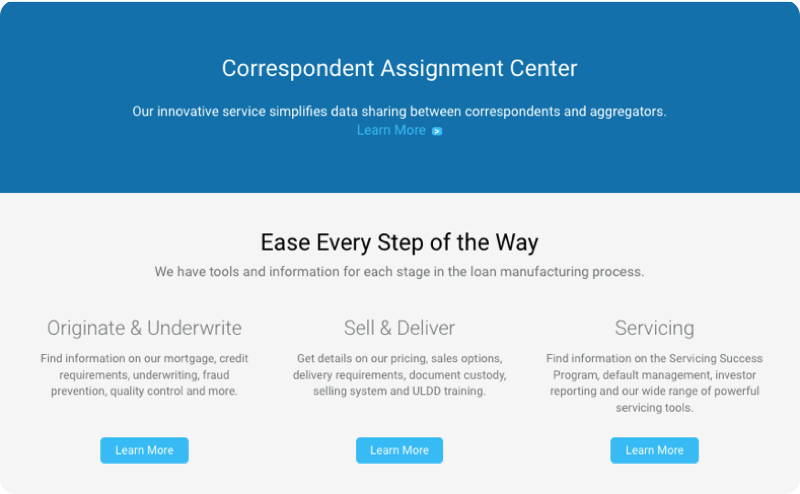 Correspondent Assignment Center
Our innovative service simplifies data sharing between correspondents and aggregators.
Learn More >
Ease Every Step of the Way
We have tools and information for each stage in the loan manufacturing process.
Originate & Underwrite
Find information on our mortgage, credit
requirements, underwriting, fraud
prevention, quality control and more.
Learn More
Sell & Deliver
Get details on our pricing, sales options,
delivery requirements, document custody,
selling system and ULDD training.
Learn More
Servicing
Find information on the Servicing Success
Program, default management, investor
reporting and our wide range of powerful
servicing tools.
Learn More